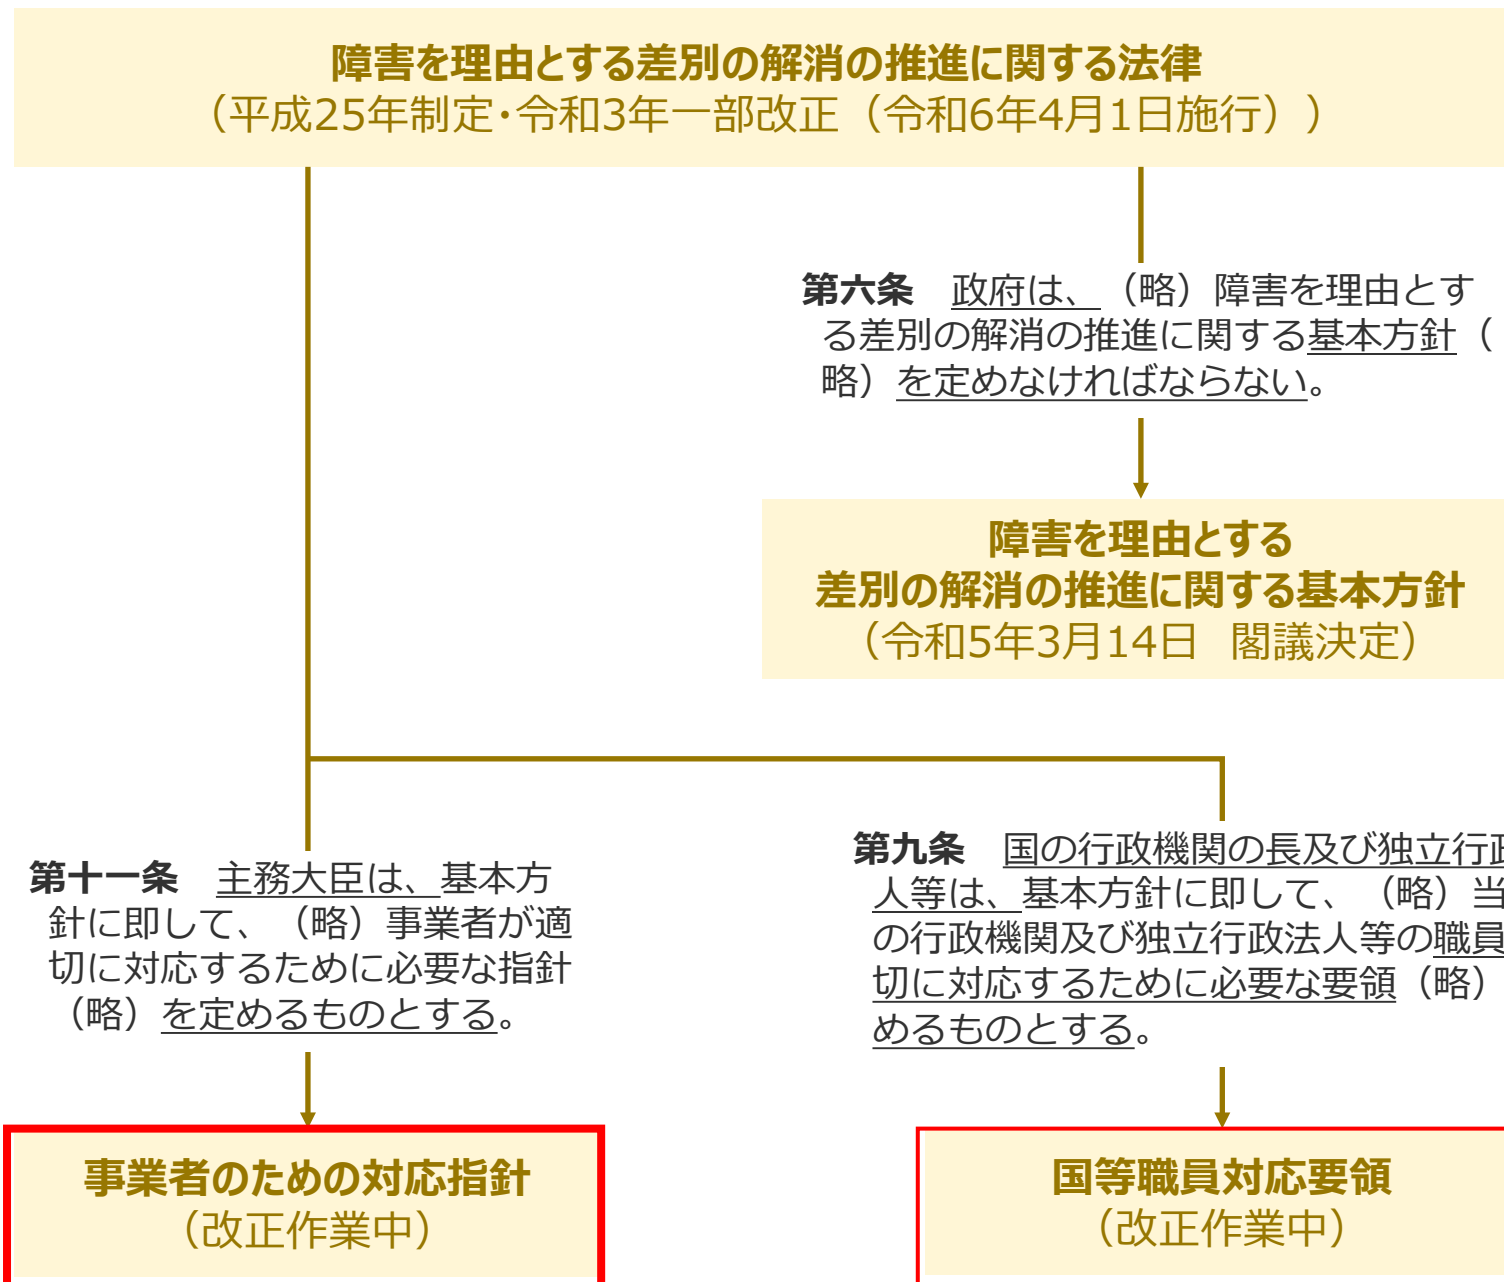 障害を理由とする差別の解消の推進に関する法律
（平成25年制定・令和3年一部改正（令和6年4月1日施行））
第六条　政府は、（略）障害を理由とす
る差別の解消の推進に関する基本方針（
略）を定めなければならない。
障害を理由とする
差別の解消の推進に関する基本方針
（令和5年3月14日　閣議決定）
第十一条　主務大臣は、基本方
針に即して、（略）事業者が適
切に対応するために必要な指針
（略）を定めるものとする。
第九条　国の行政機関の長及び独立行政
人等は、基本方針に即して、（略）当
の行政機関及び独立行政法人等の職員
切に対応するために必要な要領（略）
めるものとする。
事業者のための対応指針
（改正作業中）
国等職員対応要領
（改正作業中）